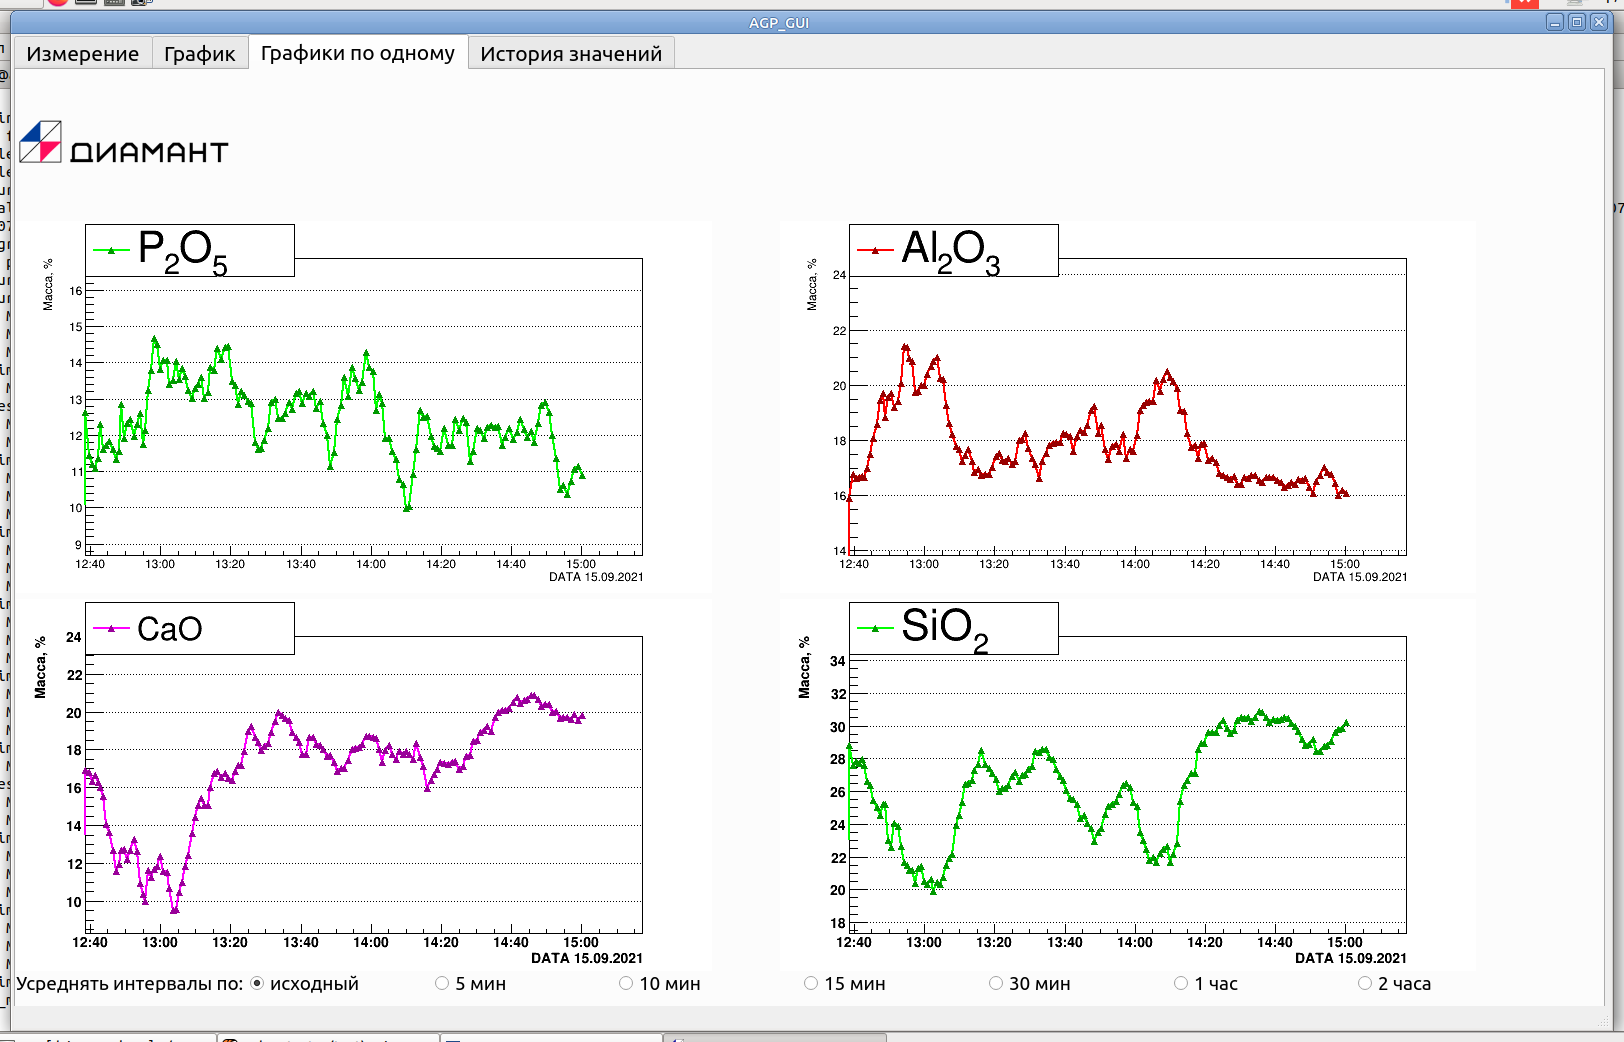 AGP_GUI
Измерение График Графики по одному История значений
ДИАМАНТ
P2O5
Масса, %
16
15
14
13
12
11
10
9
12:40 13:00 13:20 13:40 14:00 14:20 14:40 15:00
DATA 15.09.2021
Al2O3
Масса, %
24
22
20
18
16
14
12:40 13:00 13:20 13:40 14:00 14:20 14:40 15:00
DATA 15.09.2021
CaO
Масса, %
24
22
20
18
16
14
12
10
12:40 13:00 13:20 13:40 14:00 14:20 14:40 15:00
DATA 15.09.2021
SiO2
Масса, %
34
32
30
28
26
24
22
20
18
12:40 13:00 13:20 13:40 14:00 14:20 14:40 15:00
DATA 15.09.2021
Усреднять интервалы по: исходный 5 мин 10 мин 15 мин 30 мин 1 час 2 часа